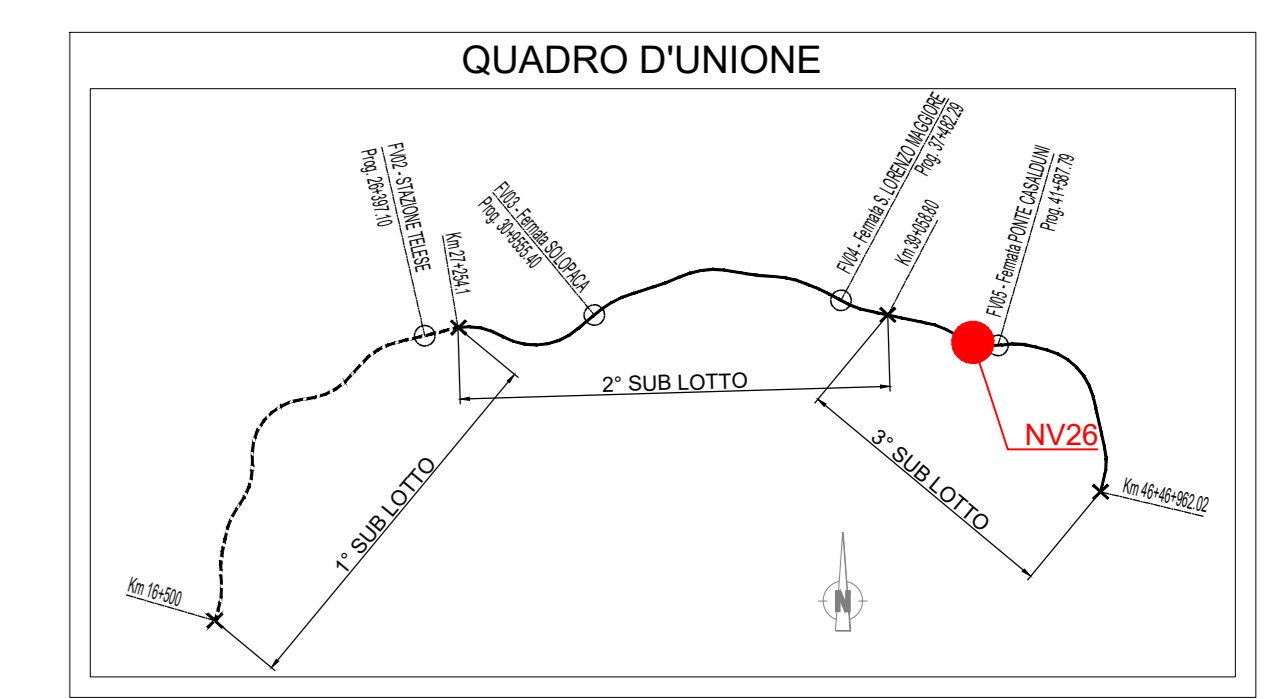 QUADRO D'UNIONE
FV02 - STAZIONE TELESE
Prog. 26+397.10
Km 27+254.1
FV03 - Fermata SOLOPACA
Prog. 30+9555.40
FV04 - Fermata S. LORENZO MAGGIORE
Prog. 37+482.29
Km 39+058.80
FV05 - Fermata PONTE CASALDUNI
Prog. 41+587.79
2° SUB LOTTO
NV26
1° SUB LOTTO
3° SUB LOTTO
Km 46+46+962.02
Km 16+500
N